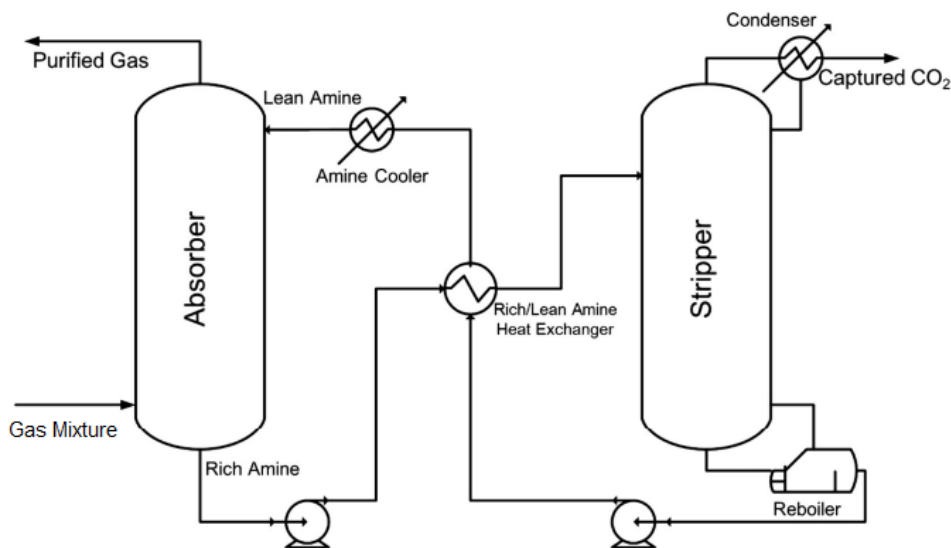 Condenser
Purified Gas
Captured CO₂
Lean Amine
Amine Cooler
Absorber
Stripper
Rich/Lean Amine
Heat Exchanger
Gas Mixture
Rich Amine
Reboiler